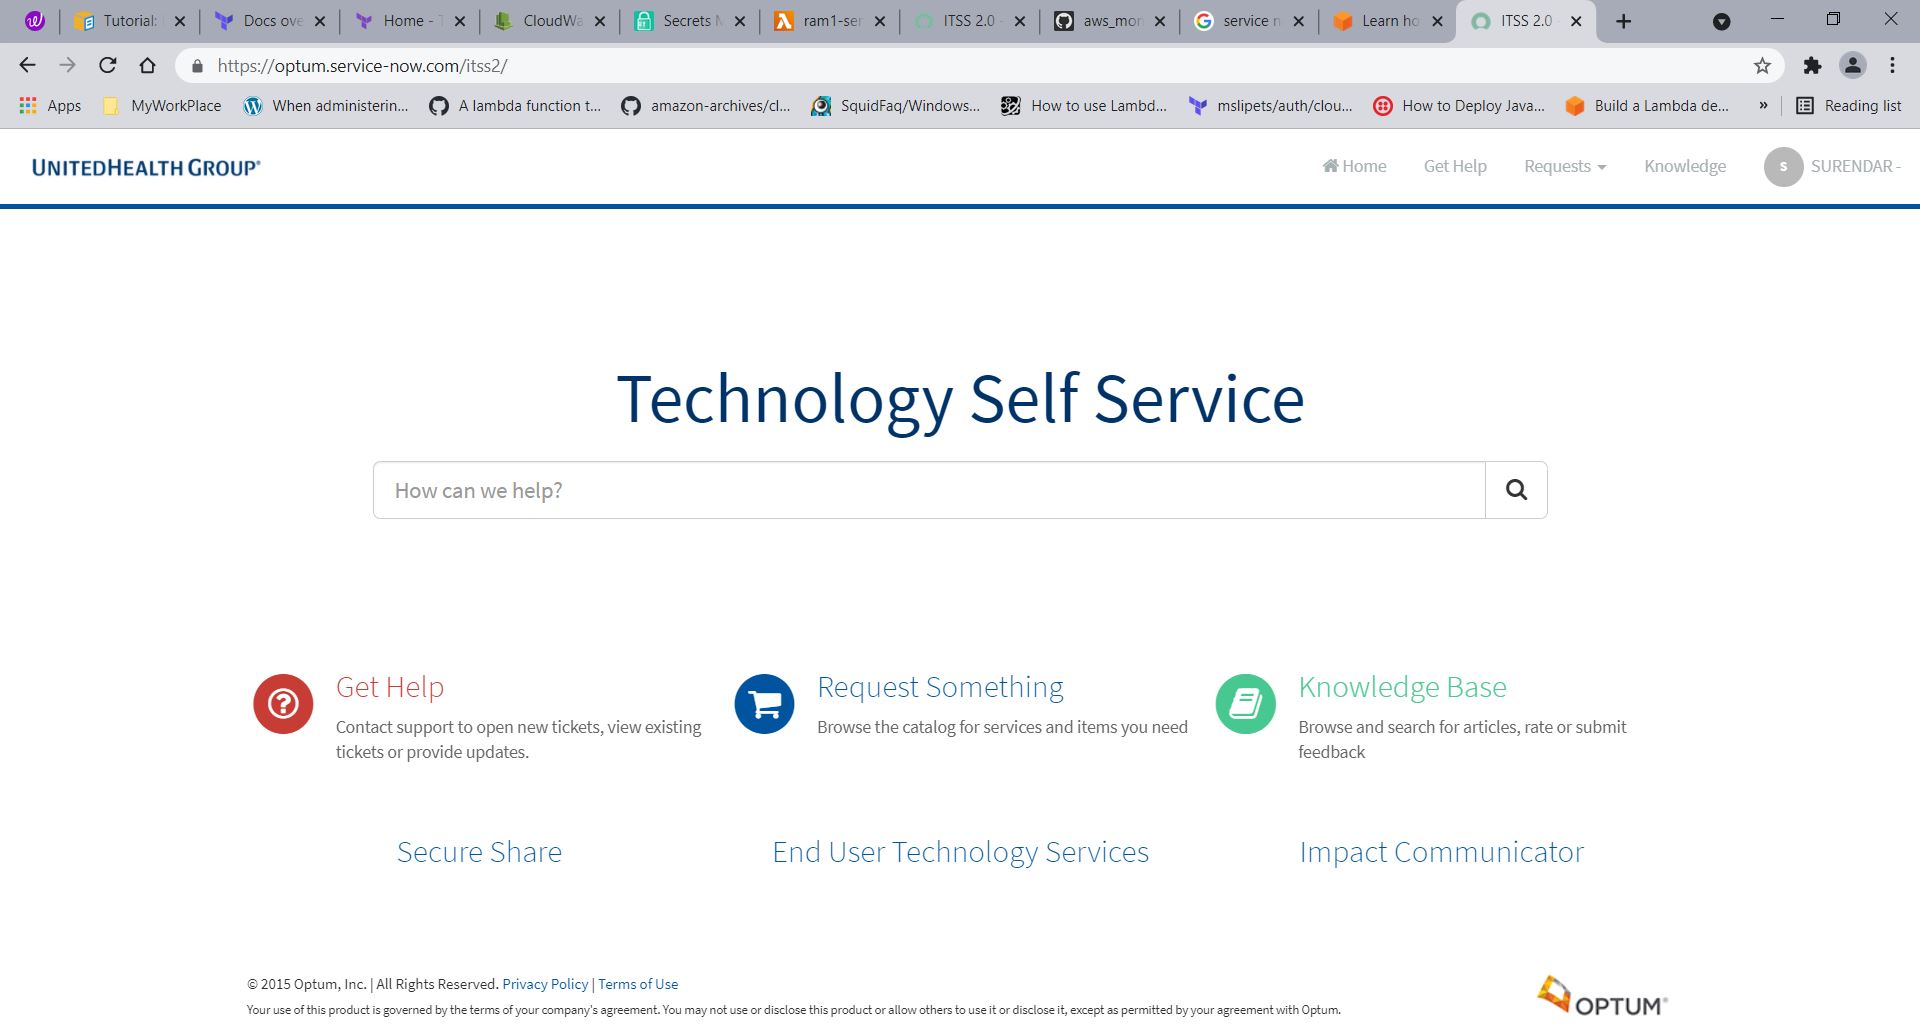 Tutorial:
Docs ove
Home - T
CloudWa
Secrets M
ram1-ser
ITSS 2.0 -
aws_mon
service n
Learn ho
ITSS 2.0 -
https://optum.service-now.com/itss2/
Apps
MyWorkPlace
When administerin...
A lambda function t...
amazon-archives/cl...
SquidFaq/Windows...
How to use Lambd...
mslipets/auth/clou...
How to Deploy Java...
Build a Lambda de...
»
Reading list
UNITEDHEALTH GROUP®
Home
Get Help
Requests
Knowledge
S
SURENDAR -
Technology Self Service
How can we help?
Get Help
Contact support to open new tickets, view existing
tickets or provide updates.
Request Something
Browse the catalog for services and items you need
Knowledge Base
Browse and search for articles, rate or submit
feedback
Secure Share
End User Technology Services
Impact Communicator
© 2015 Optum, Inc. | All Rights Reserved. Privacy Policy | Terms of Use
Your use of this product is governed by the terms of your company's agreement. You may not use or disclose this product or allow others to use it or disclose it, except as permitted by your agreement with Optum.
OPTUM®